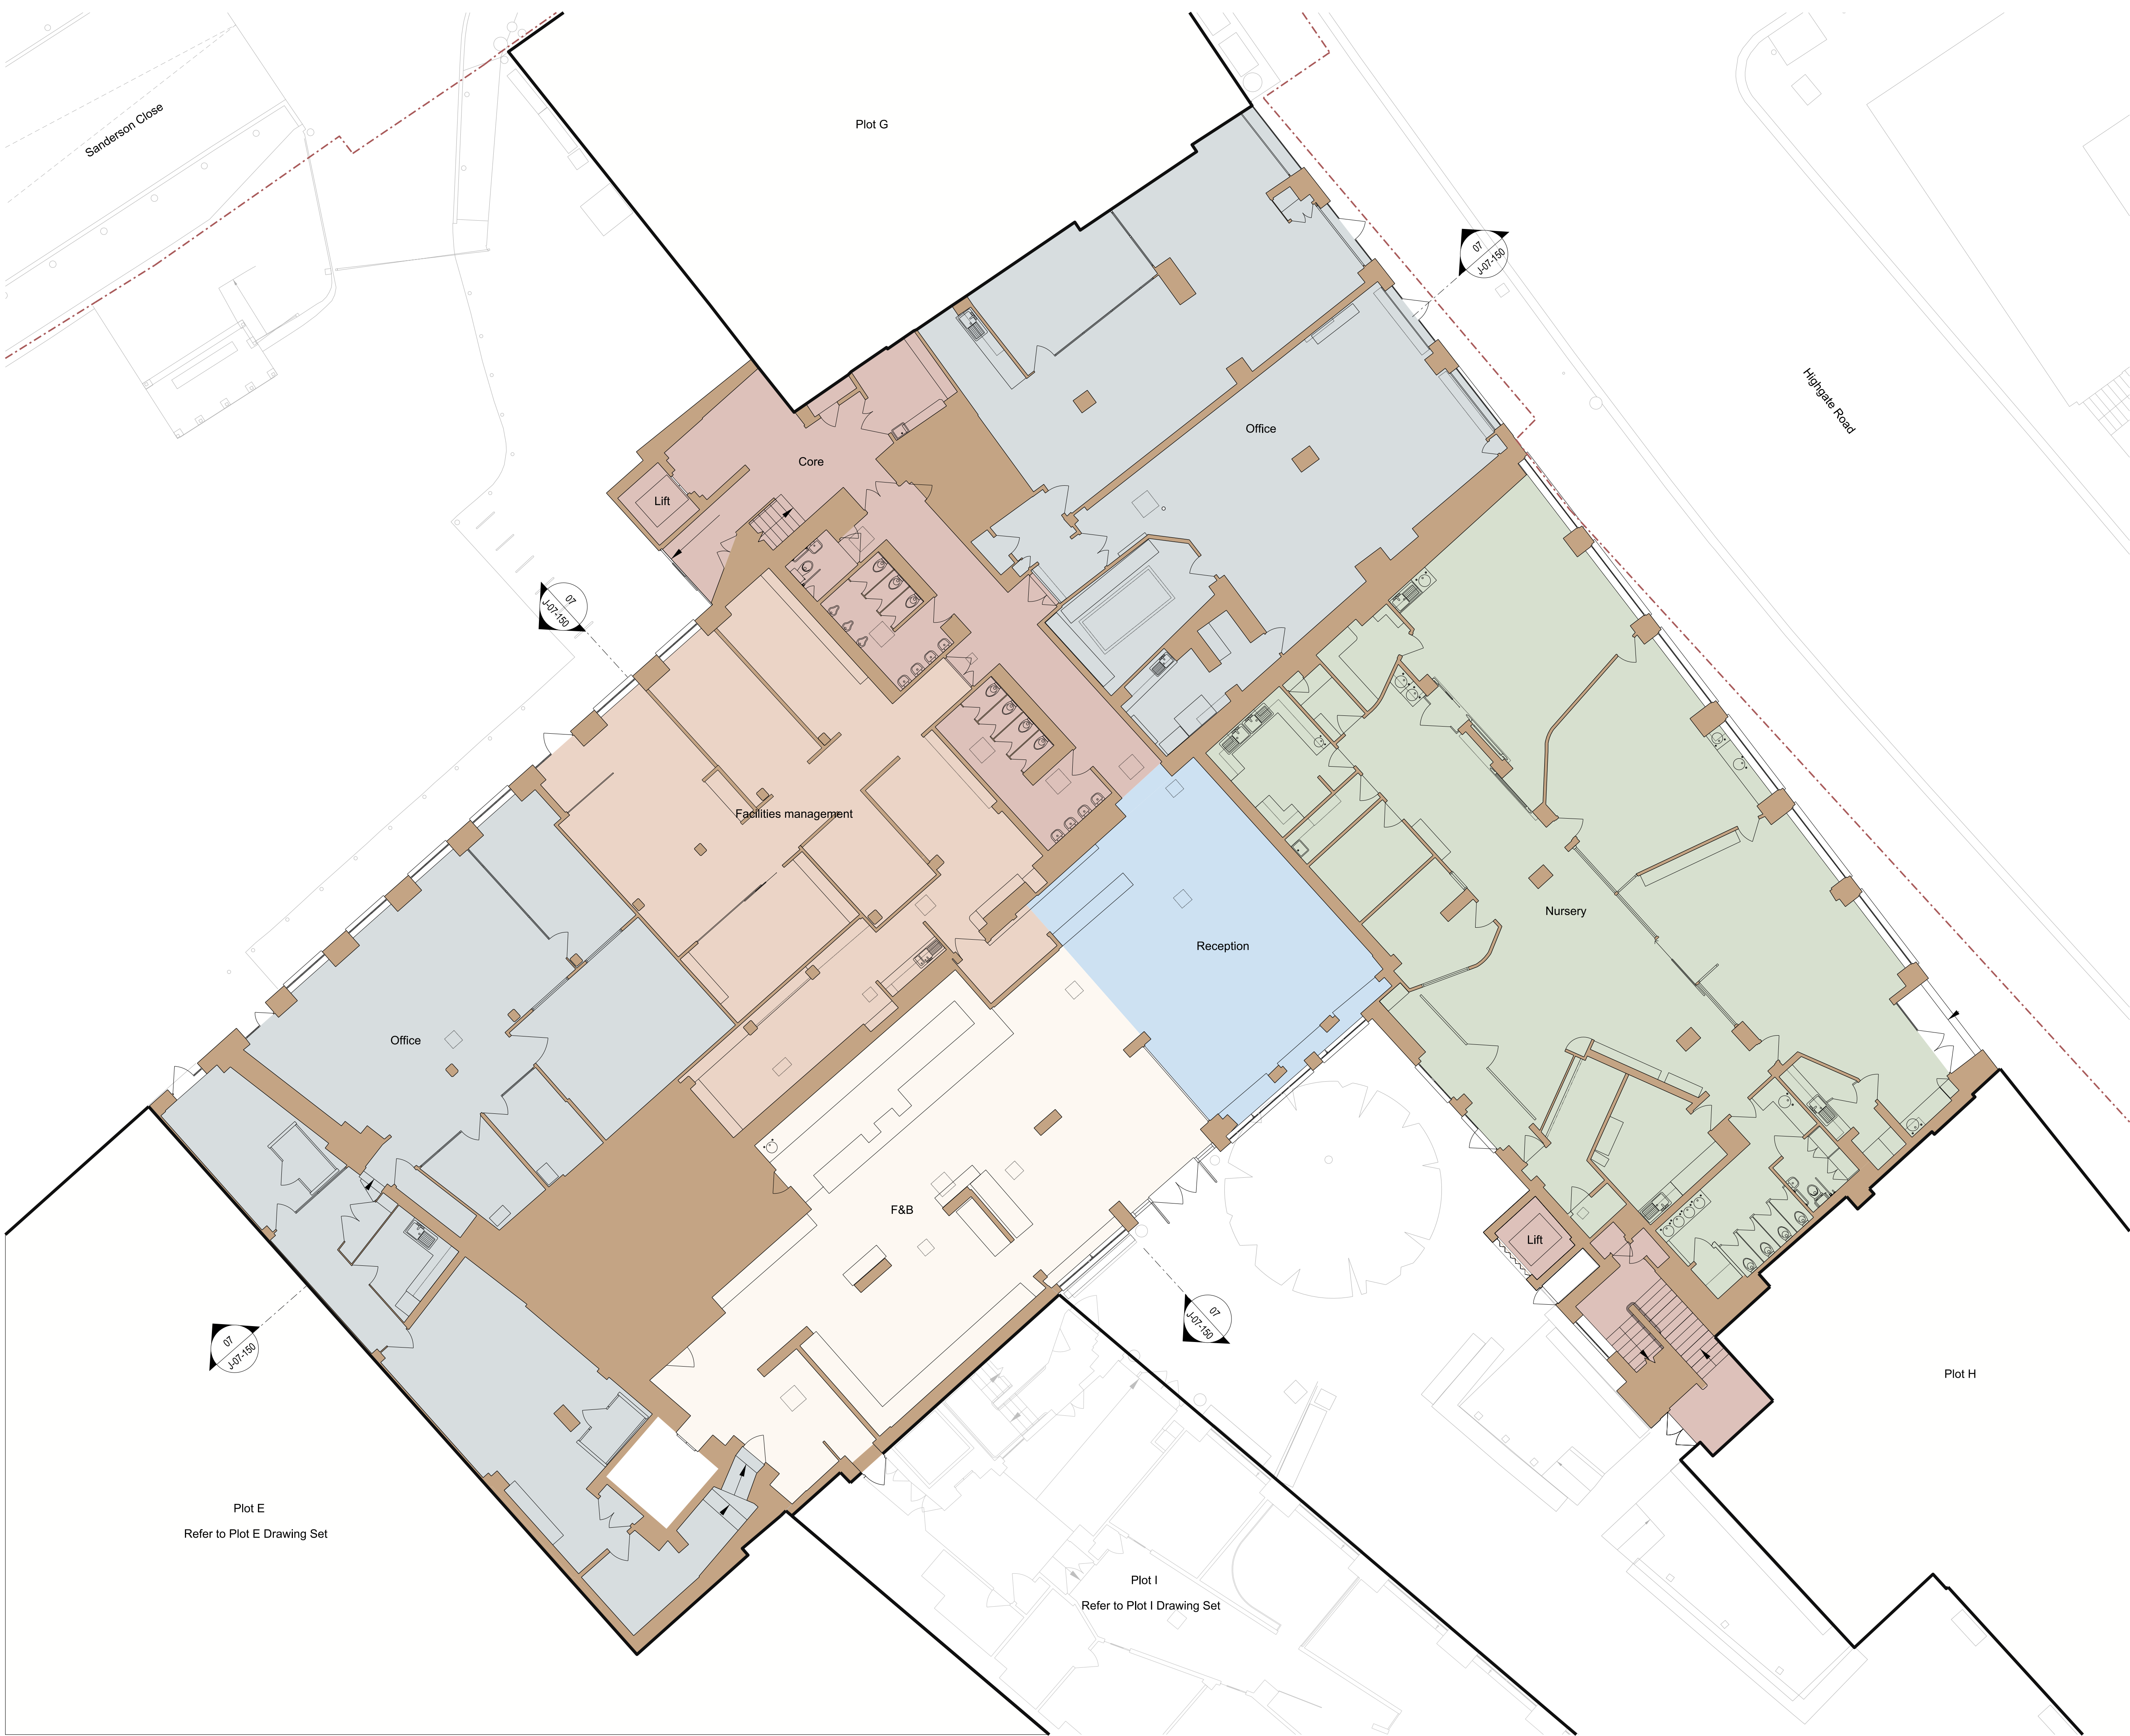 Sanderson Close
Plot G
07
J-07-150
Highgate Road
Office
Core
Lift
07
J-07-150
Facilities management
Nursery
Reception
Office
F&B
Lift
07
J-07-150
07
J-07-150
Plot H
Plot E
Refer to Plot E Drawing Set
Plot I
Refer to Plot I Drawing Set